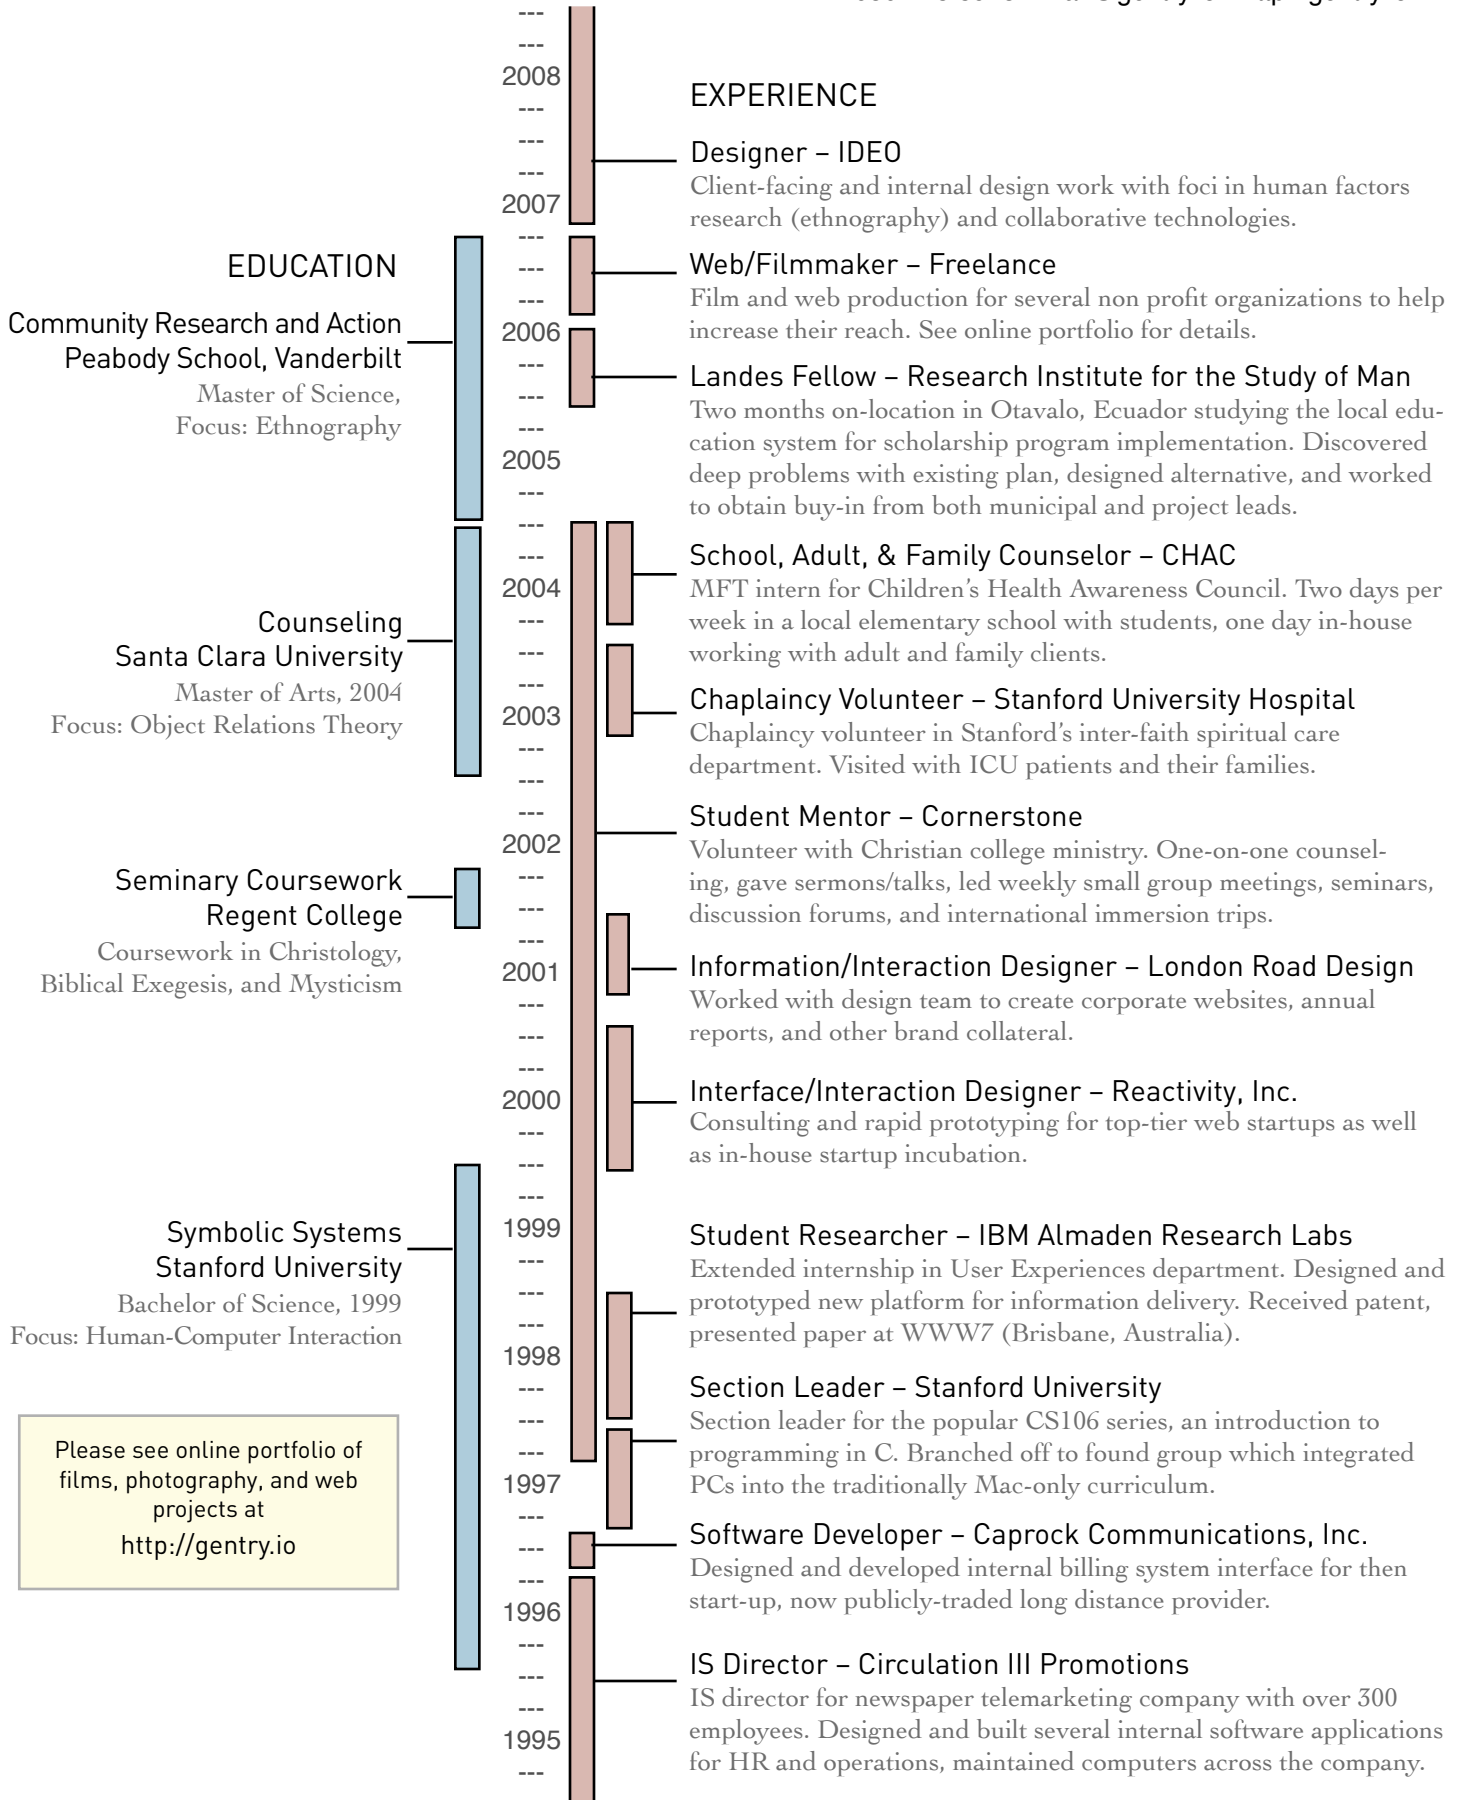 ---
---
2008
---
---
---
2007
---
---
---
2006
---
---
---
2005
---
---
---
2004
---
---
---
2003
---
---
---
2002
---
---
---
2001
---
---
---
2000
---
---
---
1999
---
---
---
1998
---
---
---
1997
---
---
---
1996
---
---
---
1995
---
EDUCATION
Community Research and Action
Peabody School, Vanderbilt
Master of Science,
Focus: Ethnography
Counseling
Santa Clara University
Master of Arts, 2004
Focus: Object Relations Theory
Seminary Coursework
Regent College
Coursework in Christology,
Biblical Exegesis, and Mysticism
Symbolic Systems
Stanford University
Bachelor of Science, 1999
Focus: Human-Computer Interaction
Please see online portfolio of
films, photography, and web
projects at
http://gentry.io
EXPERIENCE
Designer – IDEO
Client-facing and internal design work with foci in human factors
research (ethnography) and collaborative technologies.
Web/Filmmaker – Freelance
Film and web production for several non profit organizations to help
increase their reach. See online portfolio for details.
Landes Fellow – Research Institute for the Study of Man
Two months on-location in Otavalo, Ecuador studying the local edu-
cation system for scholarship program implementation. Discovered
deep problems with existing plan, designed alternative, and worked
to obtain buy-in from both municipal and project leads.
School, Adult, & Family Counselor – CHAC
MFT intern for Children’s Health Awareness Council. Two days per
week in a local elementary school with students, one day in-house
working with adult and family clients.
Chaplaincy Volunteer – Stanford University Hospital
Chaplaincy volunteer in Stanford’s inter-faith spiritual care
department. Visited with ICU patients and their families.
Student Mentor – Cornerstone
Volunteer with Christian college ministry. One-on-one counsel-
ing, gave sermons/talks, led weekly small group meetings, seminars,
discussion forums, and international immersion trips.
Information/Interaction Designer – London Road Design
Worked with design team to create corporate websites, annual
reports, and other brand collateral.
Interface/Interaction Designer – Reactivity, Inc.
Consulting and rapid prototyping for top-tier web startups as well
as in-house startup incubation.
Student Researcher – IBM Almaden Research Labs
Extended internship in User Experiences department. Designed and
prototyped new platform for information delivery. Received patent,
presented paper at WWW7 (Brisbane, Australia).
Section Leader – Stanford University
Section leader for the popular CS106 series, an introduction to
programming in C. Branched off to found group which integrated
PCs into the traditionally Mac-only curriculum.
Software Developer – Caprock Communications, Inc.
Designed and developed internal billing system interface for then
start-up, now publicly-traded long distance provider.
IS Director – Circulation III Promotions
IS director for newspaper telemarketing company with over 300
employees. Designed and built several internal software applications
for HR and operations, maintained computers across the company.